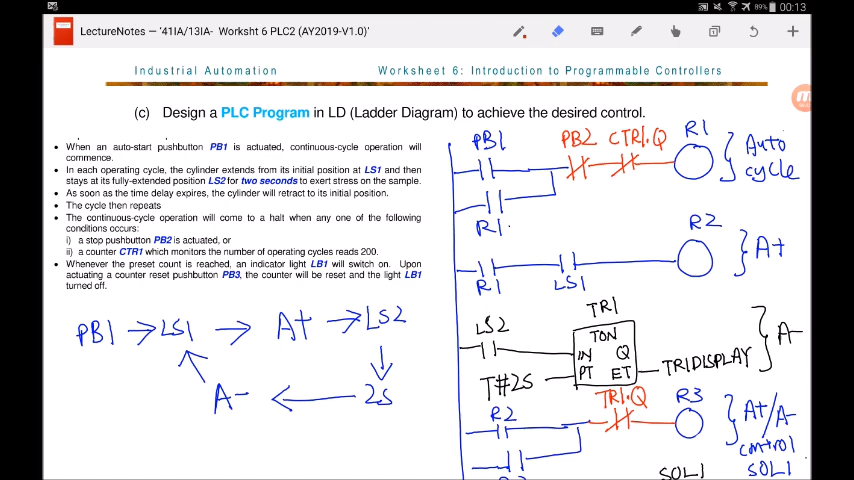 89% 00:13
LectureNotes — '41IA/13IA- Worksht 6 PLC2 (AY2019-V1.0)'
Industrial Automation Worksheet 6: Introduction to Programmable Controllers
(c) Design a PLC Program in LD (Ladder Diagram) to achieve the desired control.
• When an auto-start pushbutton PB1 is actuated, continuous-cycle operation will
commence.
• In each operating cycle, the cylinder extends from its initial position at LS1 and then
stays at its fully-extended position LS2 for two seconds to exert stress on the sample.
• As soon as the time delay expires, the cylinder will retract to its initial position.
• The cycle then repeats
• The continuous-cycle operation will come to a halt when any one of the following
conditions occurs:
i) a stop pushbutton PB2 is actuated, or
ii) a counter CTR1 which monitors the number of operating cycles reads 200.
• Whenever the preset count is reached, an indicator light LB1 will switch on. Upon
actuating a counter reset pushbutton PB3, the counter will be reset and the light LB1
turned off.
PB1 → LS1 → A+ → LS2
A- ← 2S
PB1 PB2 CTR1.Q R1
Auto
cycle
R1
R2
A+
R1 LS1
TR1
LS2 TON
IN Q
A-
T#2S PT ET TR1DISPLAY
R2 TR1.Q R3
A+/A-
control
SOL1 SOL1